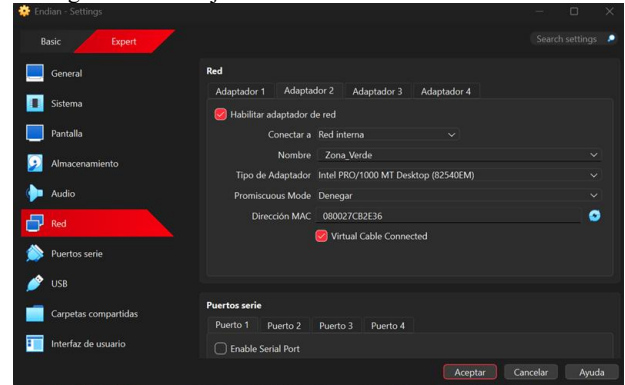 Endian - Settings
Basic Expert Search settings
General
Sistema
Pantalla
Almacenamiento
Audio
Red
Puertos serie
USB
Carpetas compartidas
Interfaz de usuario
Red
Adaptador 1 Adaptador 2 Adaptador 3 Adaptador 4
Habilitar adaptador de red
Conectar a Red interna
Nombre Zona_Verde
Tipo de Adaptador Intel PRO/1000 MT Desktop (82540EM)
Promiscuous Mode Denegar
Dirección MAC 080027CB2E36
Virtual Cable Connected
Puertos serie
Puerto 1 Puerto 2 Puerto 3 Puerto 4
Enable Serial Port
Aceptar Cancelar Ayuda